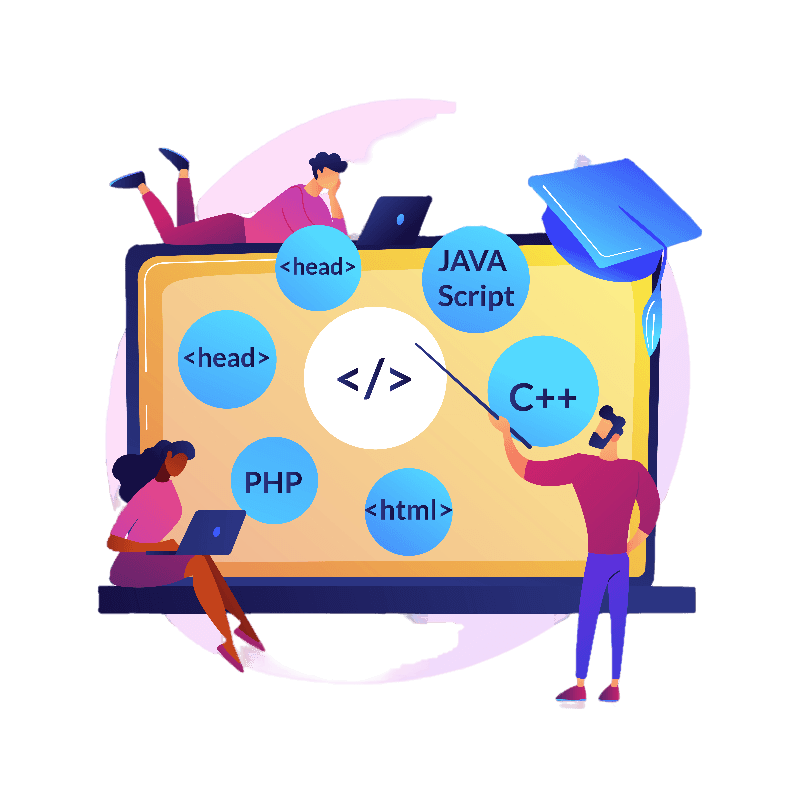 <head>
JAVA
Script
<head>
</>
C++
PHP
<html>